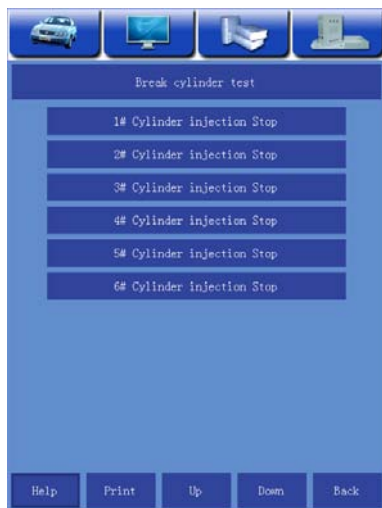 Break cylinder test
1# Cylinder injection Stop
2# Cylinder injection Stop
3# Cylinder injection Stop
4# Cylinder injection Stop
5# Cylinder injection Stop
6# Cylinder injection Stop
Help Print Up Down Back